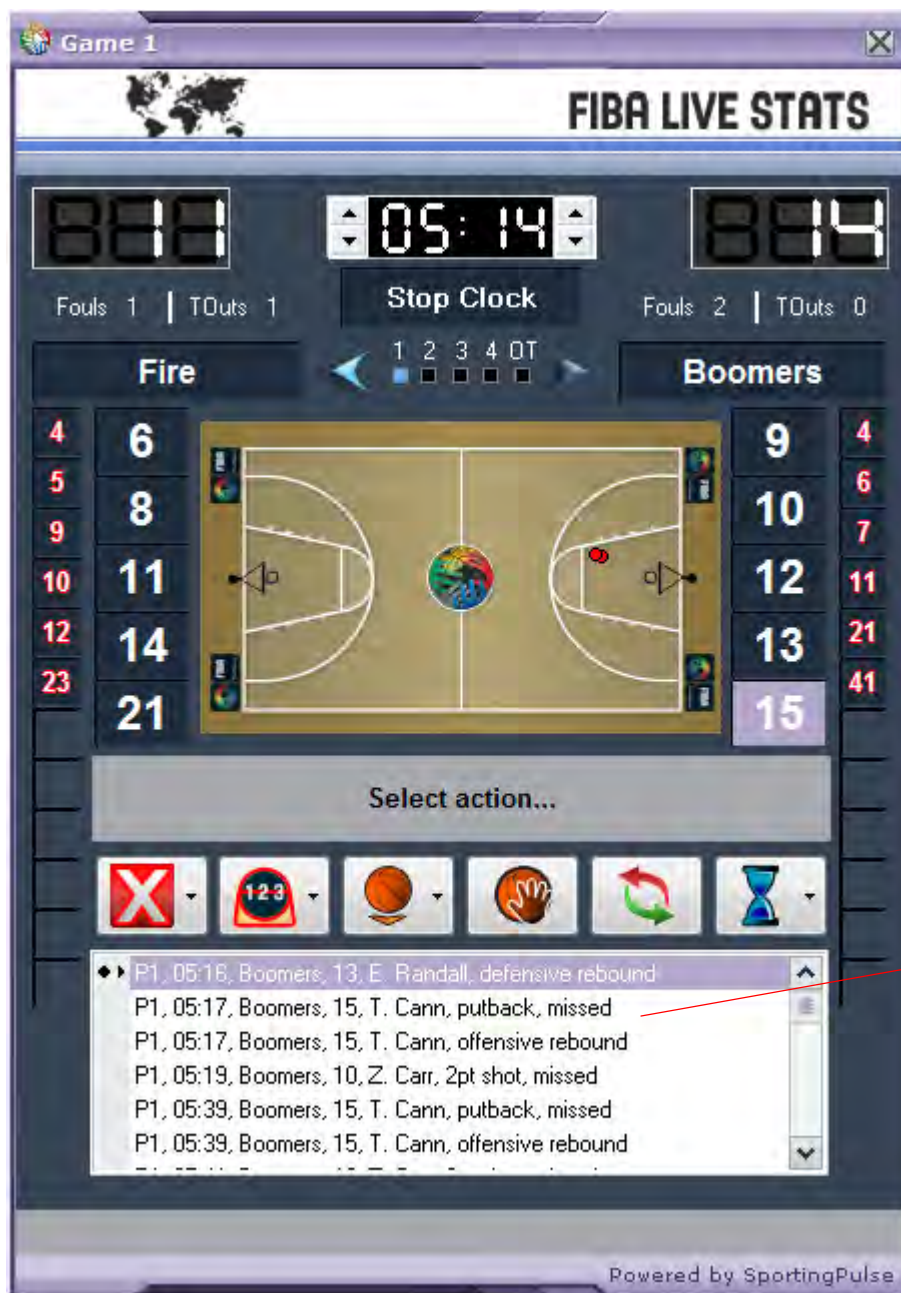 Game 1
FIBA LIVE STATS
11
05:14
14
Fouls 1 | TOuts 1
Stop Clock
Fouls 2 | TOuts 0
1 2 3 4 OT
Fire
Boomers
4 6 9 4
5 8 10 6
9 11 12 7
10 14 13 11
12 21 15 21
23 41
Select action...
123
P1, 05:16, Boomers, 13, E. Randall, defensive rebound
P1, 05:17, Boomers, 15, T. Cann, putback, missed
P1, 05:17, Boomers, 15, T. Cann, offensive rebound
P1, 05:19, Boomers, 10, Z. Carr, 2pt shot, missed
P1, 05:39, Boomers, 15, T. Cann, putback, missed
P1, 05:39, Boomers, 15, T. Cann, offensive rebound
Powered by SportingPulse